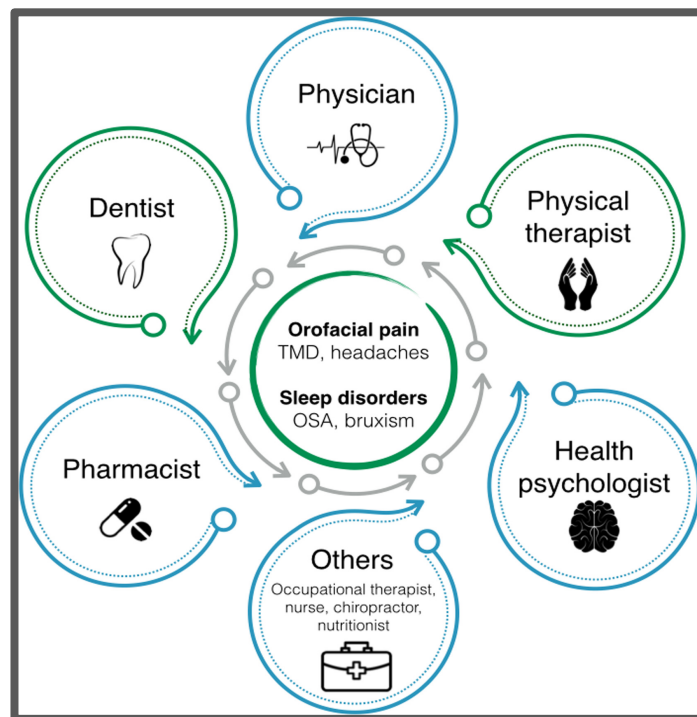 Physician
Dentist
Physical
therapist
Orofacial pain
TMD, headaches
Sleep disorders
OSA, bruxism
Pharmacist
Health
psychologist
Others
Occupational therapist,
nurse, chiropractor,
nutritionist